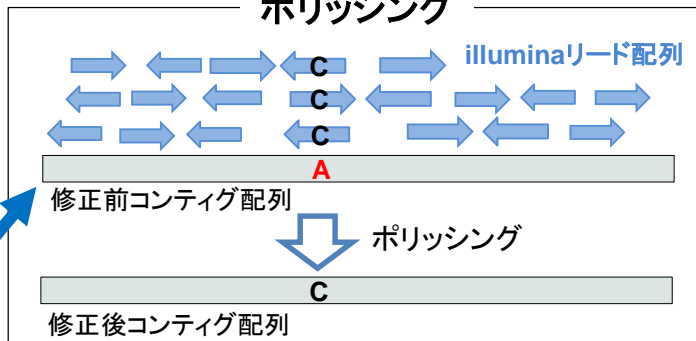 ポリッシング
illuminaリード配列
C
C
C
A
修正前コンティグ配列
ポリッシング
C
修正後コンティグ配列